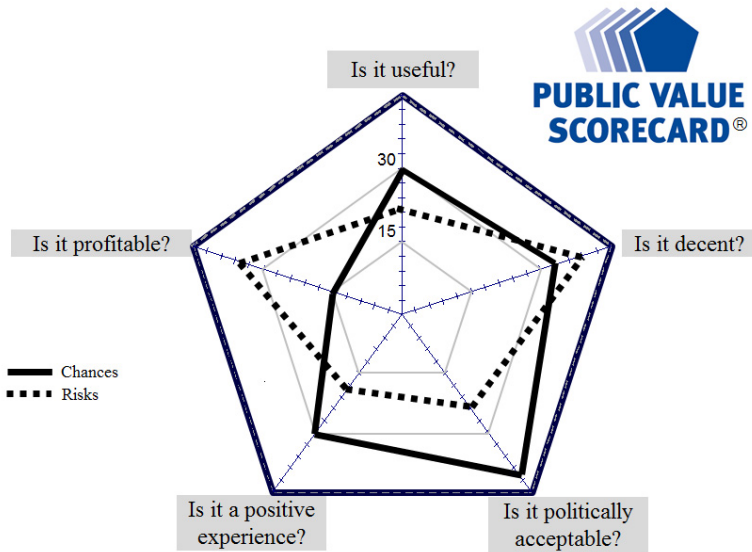 PUBLIC VALUE
SCORECARD®
Is it useful?
30
15
Is it profitable?
Is it decent?
Chances
Risks
Is it a positive
experience?
Is it politically
acceptable?